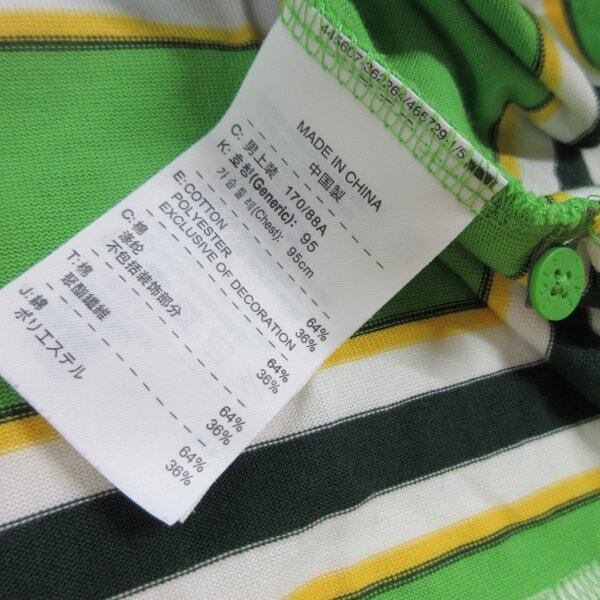 MADE IN CHINA
中国製
C: 男上装 170/88A
K: 호칭(Generic): 95
가슴둘레(Chest): 95cm
E: COTTON 64%
POLYESTER 36%
EXCLUSIVE OF DECORATION
C: 棉 64%
涤纶 36%
不包括装饰部分
T: 棉 64%
聚酯纖維 36%
J: 綿 64%
ポリエステル 36%